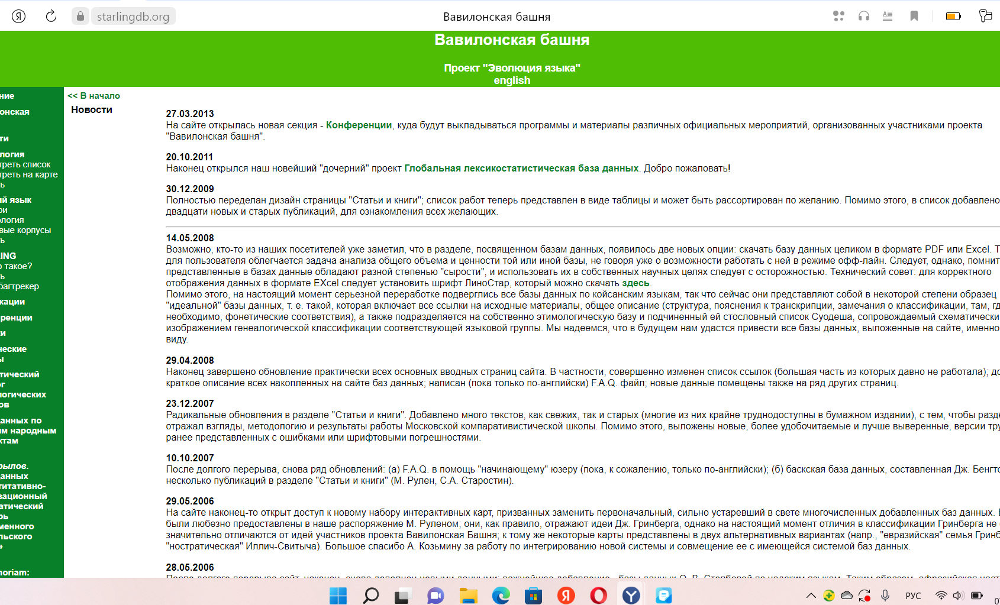 starlingdb.org
Вавилонская башня
Вавилонская башня
Проект "Эволюция языка"
english
<< В начало
Новости
27.03.2013
На сайте открылась новая секция - Конференции, куда будут выкладываться программы и материалы различных официальных мероприятий, организованных участниками проекта
"Вавилонская башня".
20.10.2011
Наконец открылся наш новейший "дочерний" проект Глобальная лексикостатистическая база данных. Добро пожаловать!
30.12.2009
Полностью переделан дизайн страницы "Статьи и книги"; список работ теперь представлен в виде таблицы и может быть рассортирован по желанию. Помимо этого, в список добавлено
двадцати новых и старых публикаций, для ознакомления всех желающих.
14.05.2008
Возможно, кто-то из наших посетителей уже заметил, что в разделе, посвященном базам данных, появилось две новых опции: скачать базу данных целиком в формате PDF или Excel. Т
для пользователя облегчается задача анализа общего объема и ценности той или иной базы, не говоря уже о возможности работать с ней в режиме офф-лайн. Следует, однако, помнит
представленные в базах данные обладают разной степенью "сырости", и использовать их в собственных научных целях следует с осторожностью. Технический совет: для корректного
отображения данных в формате EXcel следует установить шрифт ЛиноСтар, который можно скачать здесь.
Помимо этого, на настоящий момент серьезной переработке подверглись все базы данных по койсанским языкам, так что сейчас они представляют собой в некоторой степени образец
"идеальной" базы данных, т. е. такой, которая включает все ссылки на исходные материалы, общее описание (структура, пояснения к транскрипции, замечания о классификации, там, гд
необходимо, фонетические соответствия), а также подразделяется на собственно этимологическую базу и подчиненный ей стословный список Суодеша, сопровождаемый схематически
изображением генеалогической классификации соответствующей языковой группы. Мы надеемся, что в будущем нам удастся привести все базы данных, выложенные на сайте, именно
виду.
29.04.2008
Наконец завершено обновление практически всех основных вводных страниц сайта. В частности, совершенно изменен список ссылок (большая часть из которых давно не работала); до
краткое описание всех накопленных на сайте баз данных; написан (пока только по-английски) F.A.Q. файл; новые данные помещены также на ряд других страниц.
23.12.2007
Радикальные обновления в разделе "Статьи и книги". Добавлено много текстов, как свежих, так и старых (многие из них крайне труднодоступны в бумажном издании), с тем, чтобы разде
отражал взгляды, методологию и результаты работы Московской компаративистической школы. Помимо этого, выложены новые, более удобочитаемые и лучше выверенные, версии тру
ранее представленных с ошибками или шрифтовыми погрешностями.
10.10.2007
После долгого перерыва, снова ряд обновлений: (а) F.A.Q. в помощь "начинающему" юзеру (пока, к сожалению, только по-английски); (б) баскская база данных, составленная Дж. Бенгтс
несколько публикаций в разделе "Статьи и книги" (М. Рулен, С.А. Старостин).
29.05.2006
На сайте наконец-то открыт доступ к новому набору интерактивных карт, призванных заменить первоначальный, сильно устаревший в свете многочисленных добавленных баз данных.
были любезно предоставлены в наше распоряжение М. Руленом; они, как правило, отражают идеи Дж. Гринберга, однако на настоящий момент отличия в классификации Гринберга не
значительно отличаются от идей участников проекта Вавилонская Башня; к тому же некоторые карты представлены в двух альтернативных вариантах (напр., "евразийская" семья Гринб
"ностратическая" Иллич-Свитыча). Большое спасибо А. Козьмину за работу по интегрированию новой системы и совмещение ее с имеющейся системой баз данных.
28.05.2006
ние
онская
ти
логия
треть список
треть на карте
ь
ий язык
ри
ология
вые корпусы
ь
ING
о такое?
ь
багтрекер
кации
ренции
и
ческие
ы
тический
г
логических
ов
анных по
им народным
ктам
рылов.
анных
титативно-
зационный
атический
рь
менного
льского
»
moriam:
РУС